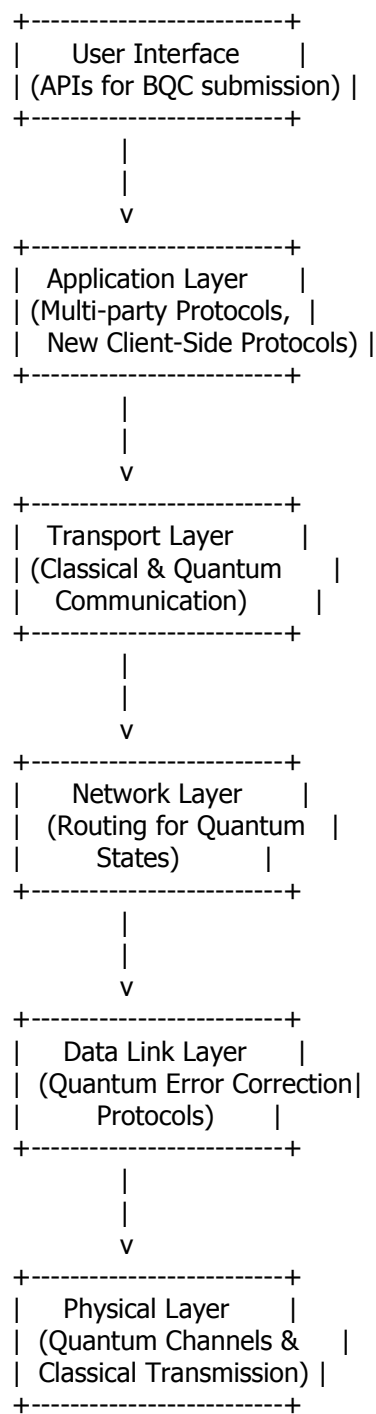 +--------------------------+
|      User Interface        |
| (APIs for BQC submission) |
+--------------------------+
|
|
v
+--------------------------+
|   Application Layer      |
| (Multi-party Protocols,  |
|   New Client-Side Protocols) |
+--------------------------+
|
|
v
+--------------------------+
|   Transport Layer        |
| (Classical & Quantum      |
|    Communication)          |
+--------------------------+
|
|
v
+--------------------------+
|      Network Layer        |
|   (Routing for Quantum   |
|         States)          |
+--------------------------+
|
|
v
+--------------------------+
|     Data Link Layer      |
|  (Quantum Error Correction|
|         Protocols)       |
+--------------------------+
|
|
v
+--------------------------+
|     Physical Layer       |
|  (Quantum Channels &     |
|  Classical Transmission) |
+--------------------------+